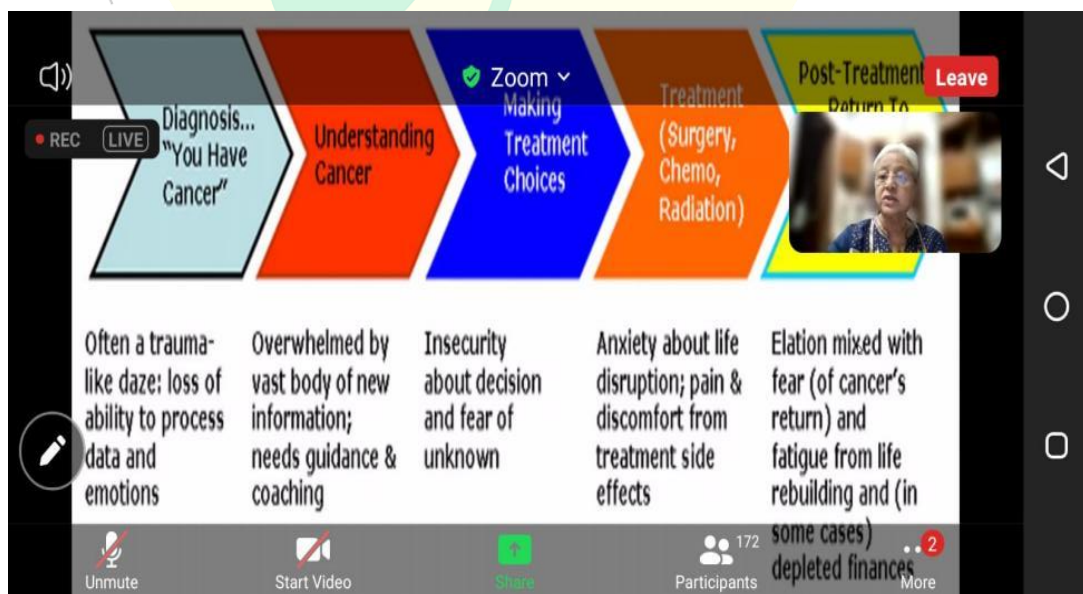 Zoom
Leave
REC LIVE
Diagnosis...
"You Have
Cancer"
Understanding
Cancer
Making
Treatment
Choices
Treatment
(Surgery,
Chemo,
Radiation)
Post-Treatment
Return To
Often a trauma-
like daze: loss of
ability to process
data and
emotions
Overwhelmed by
vast body of new
information;
needs guidance &
coaching
Insecurity
about decision
and fear of
unknown
Anxiety about life
disruption; pain &
discomfort from
treatment side
effects
Elation mixed with
fear (of cancer's
return) and
fatigue from life
rebuilding and (in
some cases)
depleted finances
Unmute
Start Video
Share
172
Participants
2
More